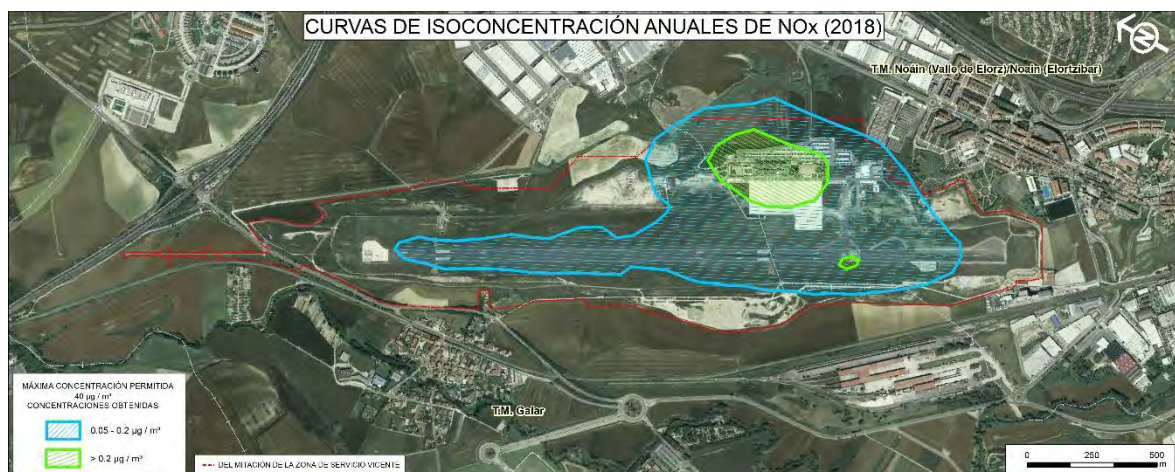 CURVAS DE ISOCONCENTRACIÓN ANUALES DE NOx (2018)
N
T.M. Noáin (Valle de Elorz)/Noain (Elortzibar)
T.M. Galar
MÁXIMA CONCENTRACIÓN PERMITIDA
40 µg / m³
CONCENTRACIONES OBTENIDAS
0.05 - 0.2 µg / m³
> 0.2 µg / m³
DELIMITACIÓN DE LA ZONA DE SERVICIO VIGENTE
0 250 500